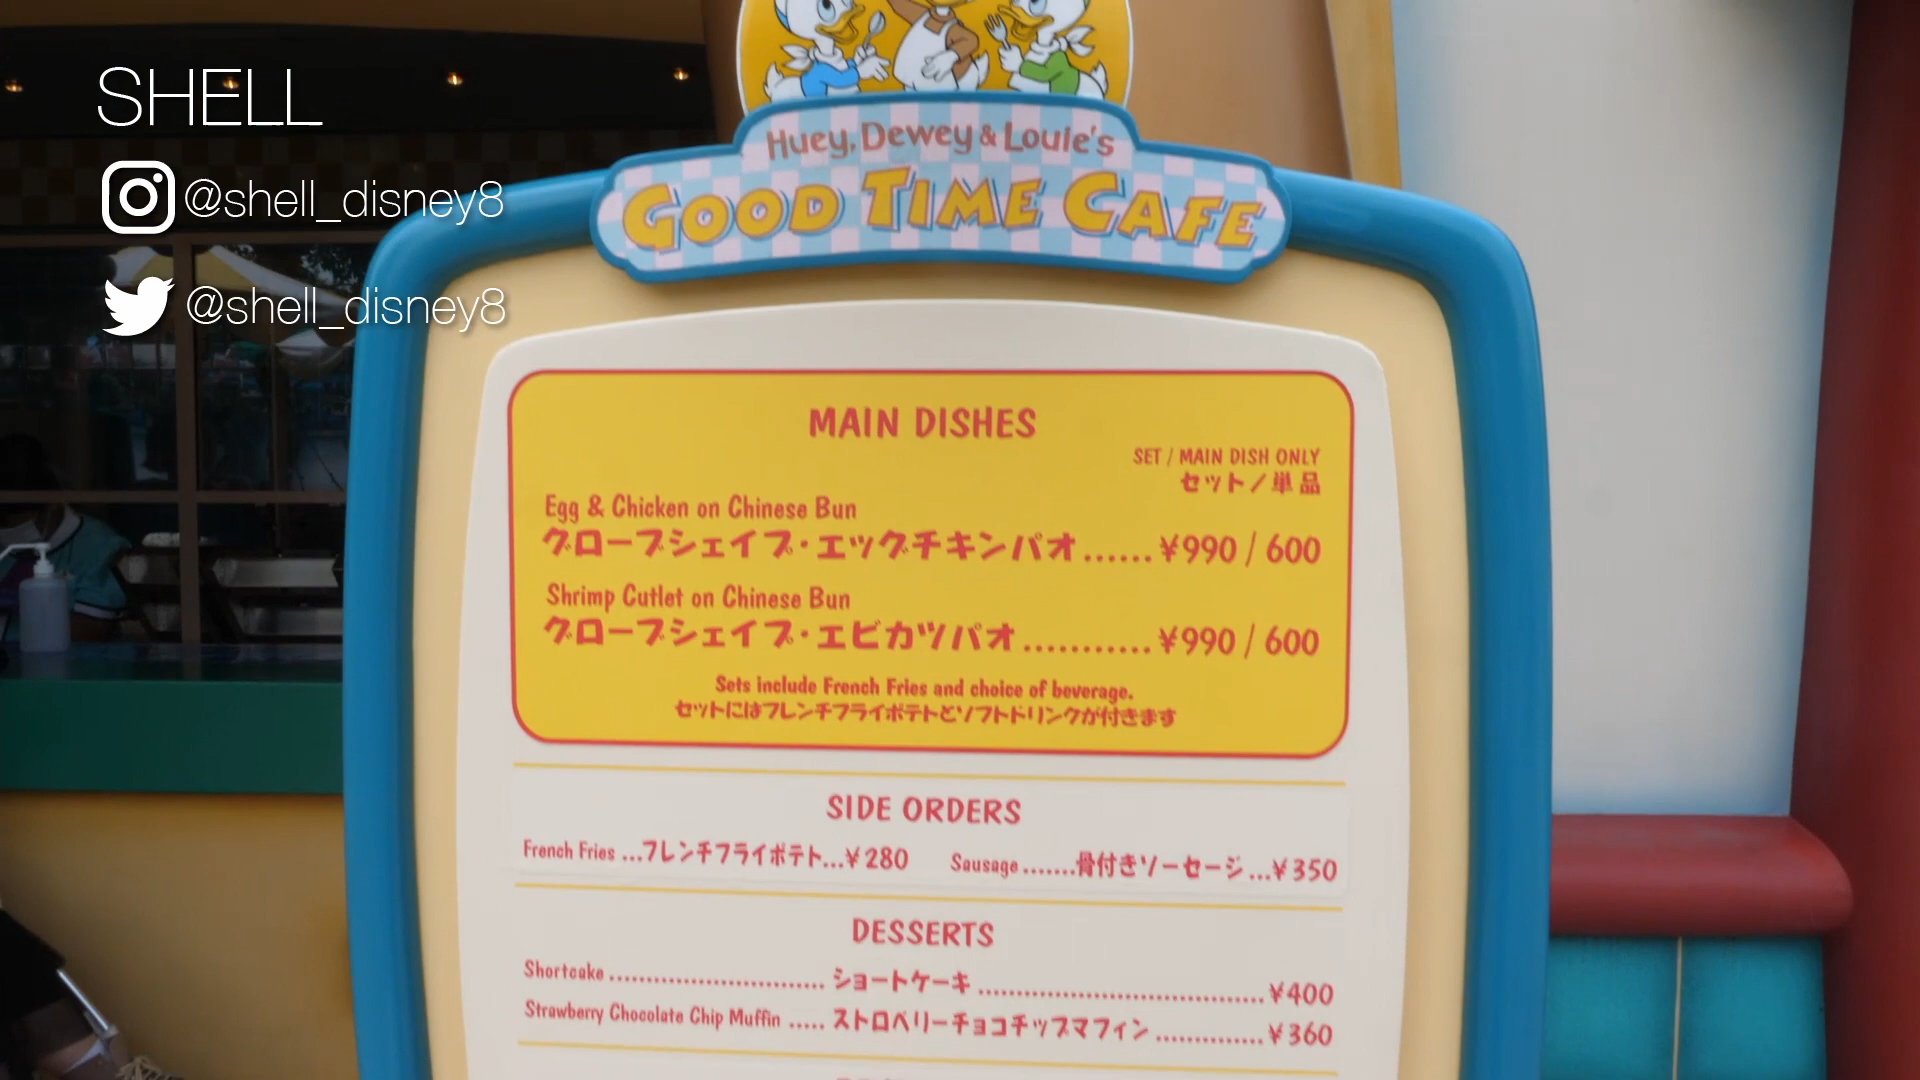 SHELL
@shell_disney8
@shell_disney8
Huey, Dewey & Louie's
GOOD TIME CAFE
MAIN DISHES
SET / MAIN DISH ONLY
セット／単品
Egg & Chicken on Chinese Bun
グローブシェイプ・エッグチキンパオ......¥990 / 600
Shrimp Cutlet on Chinese Bun
グローブシェイプ・エビカツパオ...........¥990 / 600
Sets include French Fries and choice of beverage.
セットにはフレンチフライポテトとソフトドリンクが付きます
SIDE ORDERS
French Fries ...フレンチフライポテト...¥280 Sausage .......骨付きソーセージ...¥350
DESSERTS
Shortcake ............................ ショートケーキ .....................................¥400
Strawberry Chocolate Chip Muffin ..... ストロベリーチョコチップマフィン ..............¥360